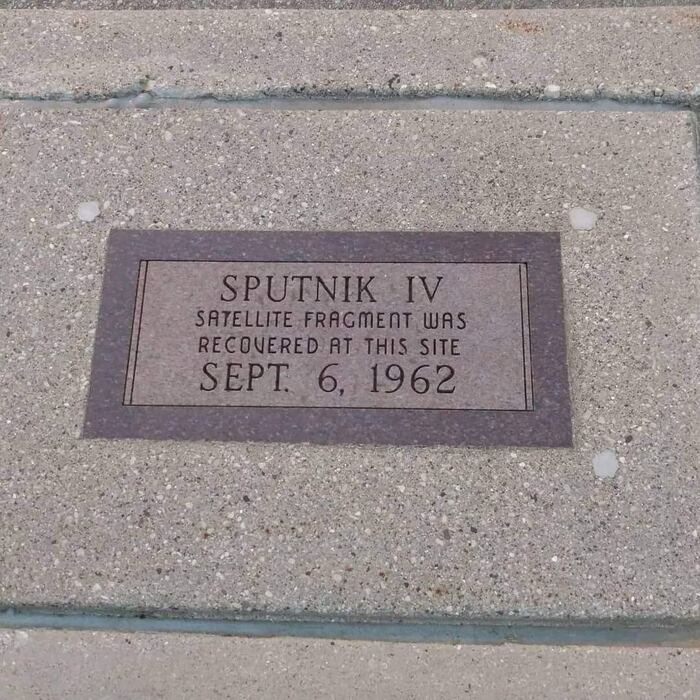 SPUTNIK IV
SATELLITE FRAGMENT WAS
RECOVERED AT THIS SITE
SEPT. 6, 1962